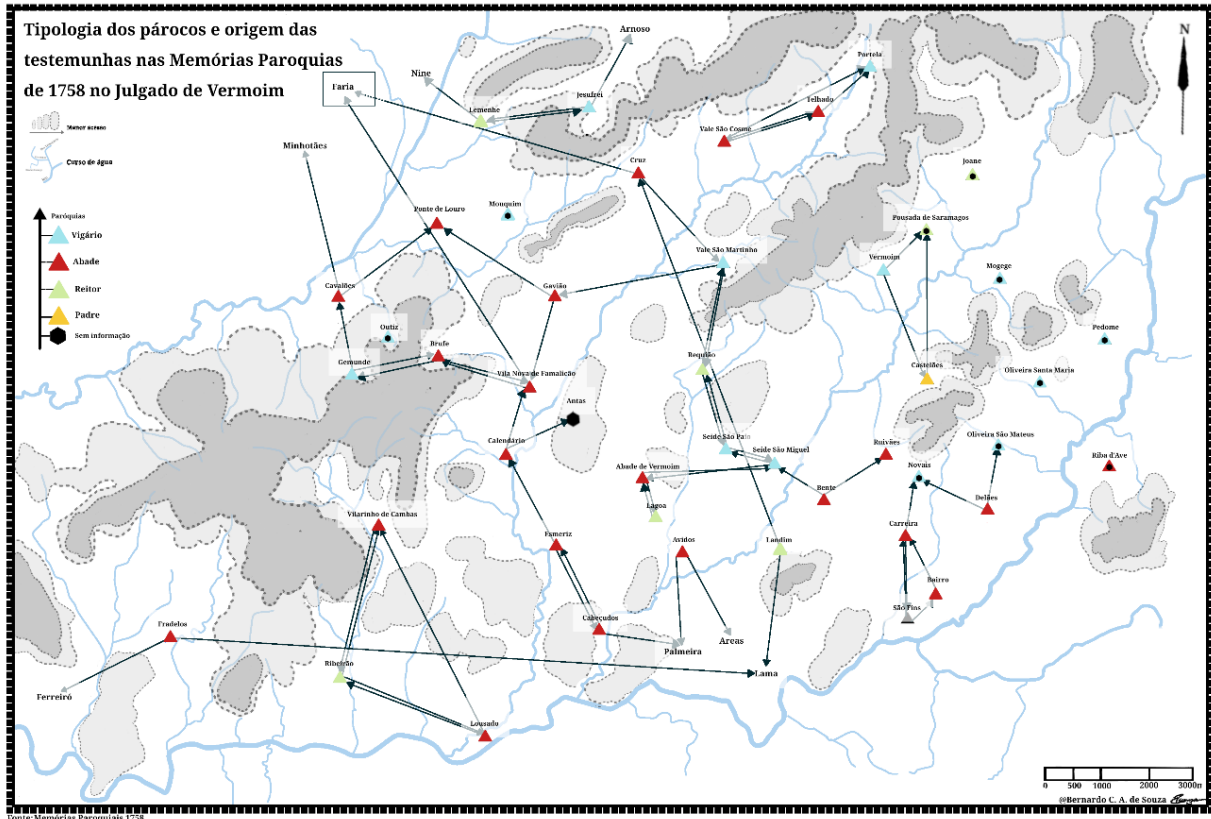 Tipologia dos párocos e origem das
testemunhas nas Memórias Paroquias
de 1758 no Julgado de Vermoim
Curso de água
Paróquias
Vigário
Abade
Reitor
Padre
Sem informação
N
Arnoso
Nine
Faria
Portela
Lemenhe
Jesufrei
Telhado
Vale São Cosme
Minhotães
Cruz
Joane
Ponte de Louro
Mouquim
Pousada de Saramagos
Vale São Martinho
Vermoim
Mogege
Cavalões
Gavião
Outiz
Brufe
Pedome
Gemunde
Requião
Castelões
Oliveira Santa Maria
Vila Nova de Famalicão
Antas
Calendário
Seide São Paio
Seide São Miguel
Ruivães
Oliveira São Mateus
Abade de Vermoim
Novais
Riba d'Ave
Bente
Lagoa
Delães
Vilarinho de Cambas
Carreira
Esmeriz
Avidos
Landim
Bairro
São Fins
Cabeçudos
Fradelos
Areas
Palmeira
Ribeirão
Lama
Ferreiró
Lousado
0 500 1000 2000 3000m
@Bernardo C. A. de Souza
Fonte: Memórias Paroquiais 1758